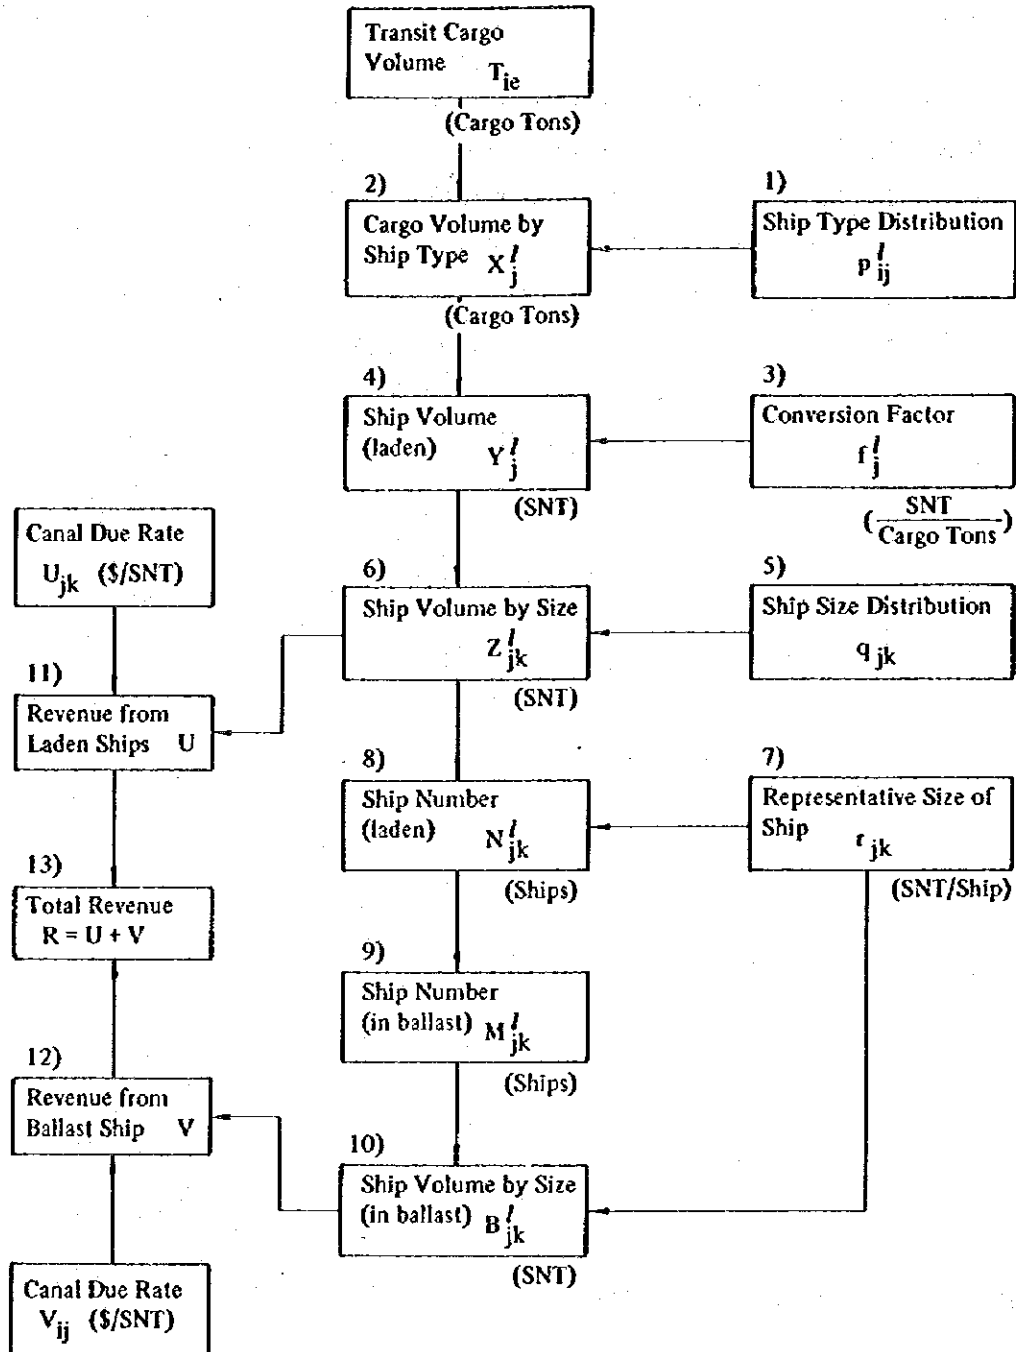 Transit Cargo
Volume T_ie
(Cargo Tons)
2)
Cargo Volume by
Ship Type X^l_j
(Cargo Tons)
1)
Ship Type Distribution
p^l_ij
4)
Ship Volume
(laden) Y^l_j
(SNT)
3)
Conversion Factor
f^l_j
(SNT
Cargo Tons)
Canal Due Rate
U_jk ($/SNT)
6)
Ship Volume by Size
Z^l_jk
(SNT)
5)
Ship Size Distribution
q_jk
11)
Revenue from
Laden Ships U
8)
Ship Number
(laden) N^l_jk
(Ships)
7)
Representative Size of
Ship r_jk
(SNT/Ship)
13)
Total Revenue
R = U + V
9)
Ship Number
(in ballast) M^l_jk
(Ships)
12)
Revenue from
Ballast Ship V
10)
Ship Volume by Size
(in ballast) B^l_jk
(SNT)
Canal Due Rate
V_ij ($/SNT)